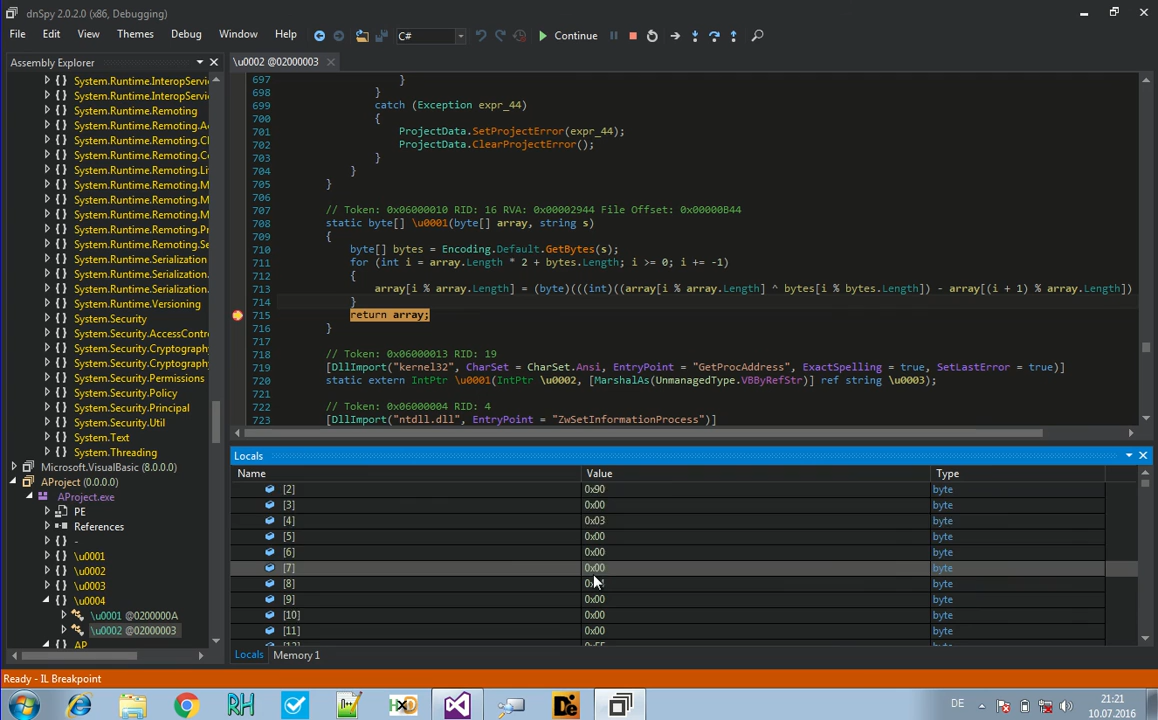 dnSpy 2.0.2.0 (x86, Debugging)
File Edit View Themes Debug Window Help C# Continue
Assembly Explorer
\u0002 @02000003
System.Runtime.InteropServi
System.Runtime.InteropServi
System.Runtime.Remoting
System.Runtime.Remoting.A
System.Runtime.Remoting.Cl
System.Runtime.Remoting.Co
System.Runtime.Remoting.Li
System.Runtime.Remoting.M
System.Runtime.Remoting.M
System.Runtime.Remoting.M
System.Runtime.Remoting.Pr
System.Runtime.Remoting.Se
System.Runtime.Serialization
System.Runtime.Serialization.
System.Runtime.Serialization.
System.Runtime.Versioning
System.Security
System.Security.AccessContr
System.Security.Cryptograph
System.Security.Cryptograph
System.Security.Permissions
System.Security.Policy
System.Security.Principal
System.Security.Util
System.Text
System.Threading
Microsoft.VisualBasic (8.0.0.0)
AProject (0.0.0.0)
AProject.exe
PE
References
-
\u0001
\u0002
\u0003
\u0004
\u0001 @0200000A
\u0002 @02000003
AP
697 }
698 }
699 catch (Exception expr_44)
700 {
701 ProjectData.SetProjectError(expr_44);
702 ProjectData.ClearProjectError();
703 }
704 }
705 }
706
707 // Token: 0x06000010 RID: 16 RVA: 0x00002944 File Offset: 0x00000B44
708 static byte[] \u0001(byte[] array, string s)
709 {
710 byte[] bytes = Encoding.Default.GetBytes(s);
711 for (int i = array.Length * 2 + bytes.Length; i >= 0; i += -1)
712 {
713 array[i % array.Length] = (byte)(((int)((array[i % array.Length] ^ bytes[i % bytes.Length]) - array[(i + 1) % array.Length])
714 }
715 return array;
716 }
717
718 // Token: 0x06000013 RID: 19
719 [DllImport("kernel32", CharSet = CharSet.Ansi, EntryPoint = "GetProcAddress", ExactSpelling = true, SetLastError = true)]
720 static extern IntPtr \u0001(IntPtr \u0002, [MarshalAs(UnmanagedType.VBByRefStr)] ref string \u0003);
721
722 // Token: 0x06000004 RID: 4
723 [DllImport("ntdll.dll", EntryPoint = "ZwSetInformationProcess")]
Locals
Name Value Type
[2] 0x90 byte
[3] 0x00 byte
[4] 0x03 byte
[5] 0x00 byte
[6] 0x00 byte
[7] 0x00 byte
[8] byte
[9] 0x00 byte
[10] 0x00 byte
[11] 0x00 byte
Locals Memory 1
Ready - IL Breakpoint
DE
21:21
10.07.2016